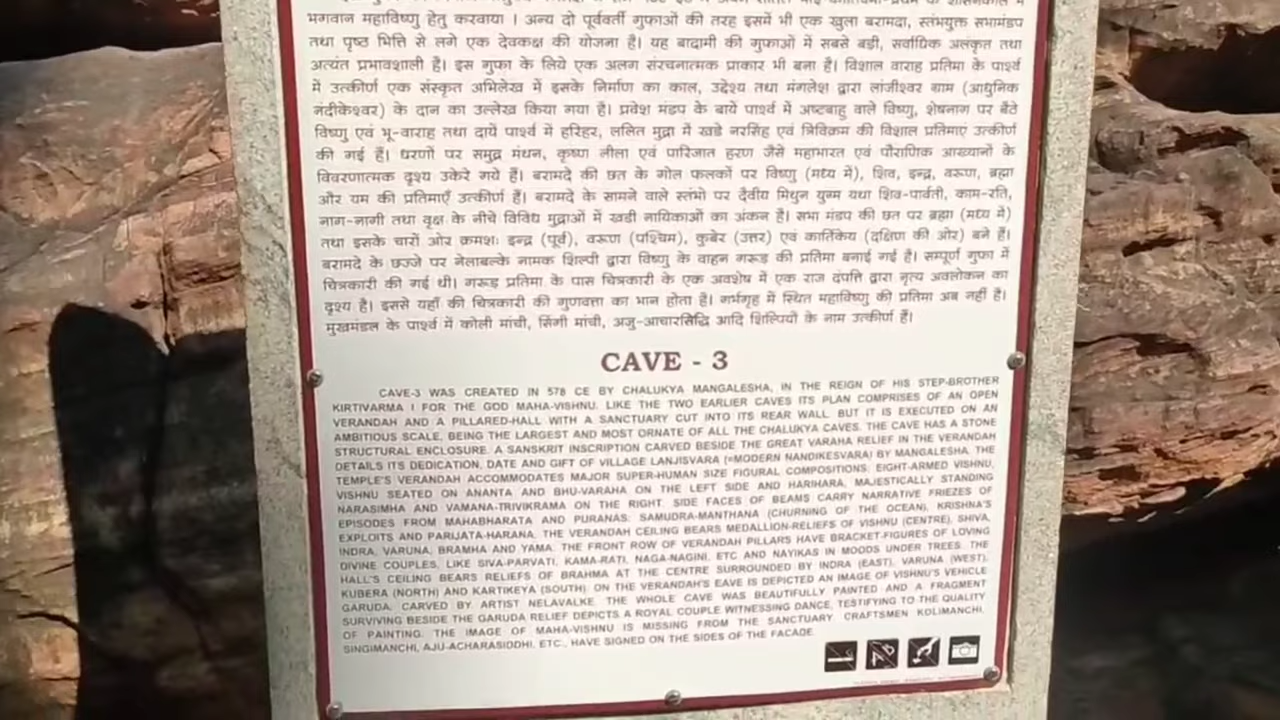 भगवान महाविष्णु हेतु करवाया । अन्य दो पूर्ववर्ती गुफाओं की तरह इसमें भी एक खुला बरामदा, स्तंभयुक्त सभामंडप
तथा पृष्ठ भित्ति से लगे एक देवकक्ष की योजना है। यह बादामी की गुफाओं में सबसे बडी, सर्वाधिक अलंकृत तथा
अत्यंत प्रभावशाली है। इस गुफा के लिये एक अलग संरचनात्मक प्राकार भी बना है। विशाल वाराह प्रतिमा के पार्श्व
में उत्कीर्ण एक संस्कृत अभिलेख में इसके निर्माण का काल, उद्देश्य तथा मंगलेश द्वारा लांजीश्वर ग्राम (आधुनिक
नंदीकेश्वर) के दान का उल्लेख किया गया है। प्रवेश मंडप के बायें पार्श्व में अष्टबाहु वाले विष्णु, शेषनाग पर बैठे
विष्णु एवं भू-वाराह तथा दायें पार्श्व में हरिहर, ललित मुद्रा में खडे नरसिंह एवं त्रिविक्रम की विशाल प्रतिमाएं उत्कीर्ण
की गई हैं। धरणों पर समुद्र मंथन, कृष्ण लीला एवं पारिजात हरण जैसे महाभारत एवं पौराणिक आख्यानों के
विवरणात्मक दृश्य उकेरे गये हैं। बरामदे की छत के गोल फलकों पर विष्णु (मध्य में), शिव, इन्द्र, वरूण, ब्रह्मा
और यम की प्रतिमाएँ उत्कीर्ण हैं। बरामदे के सामने वाले स्तंभो पर दैवीय मिथुन युग्म यथा शिव-पार्वती, काम-रति,
नाग-नागी तथा वृक्ष के नीचे विविध मुद्राओं में खडी नायिकाओं का अंकन है। सभा मंडप की छत पर ब्रह्मा (मध्य में)
तथा इसके चारों ओर क्रमशः इन्द्र (पूर्व), वरूण (पश्चिम), कुबेर (उत्तर) एवं कार्तिकेय (दक्षिण की ओर) बने हैं।
बरामदे के छज्जे पर नेलाबल्के नामक शिल्पी द्वारा विष्णु के वाहन गरूड की प्रतिमा बनाई गई है। सम्पूर्ण गुफा में
चित्रकारी की गई थी। गरूड प्रतिमा के पास चित्रकारी के एक अवशेष में एक राज दंपत्ति द्वारा नृत्य अवलोकन का
दृश्य है। इससे यहाँ की चित्रकारी की गुणवत्ता का भान होता है। गर्भगृह में स्थित महाविष्णु की प्रतिमा अब नहीं है।
मुखमंडल के पार्श्व में कोली मांची, सिंगी मांची, अजु-आचारसिद्धि आदि शिल्पियों के नाम उत्कीर्ण हैं।
CAVE - 3
CAVE-3 WAS CREATED IN 578 CE BY CHALUKYA MANGALESHA, IN THE REIGN OF HIS STEP-BROTHER
KIRTIVARMA I FOR THE GOD MAHA-VISHNU. LIKE THE TWO EARLIER CAVES ITS PLAN COMPRISES OF AN OPEN
VERANDAH AND A PILLARED-HALL WITH A SANCTUARY CUT INTO ITS REAR WALL. BUT IT IS EXECUTED ON AN
AMBITIOUS SCALE, BEING THE LARGEST AND MOST ORNATE OF ALL THE CHALUKYA CAVES. THE CAVE HAS A STONE
STRUCTURAL ENCLOSURE. A SANSKRIT INSCRIPTION CARVED BESIDE THE GREAT VARAHA RELIEF IN THE VERANDAH
DETAILS ITS DEDICATION, DATE AND GIFT OF VILLAGE LANJISVARA (=MODERN NANDIKESVARA) BY MANGALESHA. THE
TEMPLE'S VERANDAH ACCOMMODATES MAJOR SUPER-HUMAN SIZE FIGURAL COMPOSITIONS: EIGHT-ARMED VISHNU,
VISHNU SEATED ON ANANTA AND BHU-VARAHA ON THE LEFT SIDE AND HARIHARA, MAJESTICALLY STANDING
NARASIMHA AND VAMANA-TRIVIKRAMA ON THE RIGHT. SIDE FACES OF BEAMS CARRY NARRATIVE FRIEZES OF
EPISODES FROM MAHABHARATA AND PURANAS: SAMUDRA-MANTHANA (CHURNING OF THE OCEAN), KRISHNA'S
EXPLOITS AND PARIJATA-HARANA. THE VERANDAH CEILING BEARS MEDALLION-RELIEFS OF VISHNU (CENTRE), SHIVA,
INDRA, VARUNA, BRAMHA AND YAMA. THE FRONT ROW OF VERANDAH PILLARS HAVE BRACKET-FIGURES OF LOVING
DIVINE COUPLES, LIKE SIVA-PARVATI, KAMA-RATI, NAGA-NAGINI, ETC AND NAYIKAS IN MOODS UNDER TREES. THE
HALL'S CEILING BEARS RELIEFS OF BRAHMA AT THE CENTRE SURROUNDED BY INDRA (EAST), VARUNA (WEST),
KUBERA (NORTH) AND KARTIKEYA (SOUTH). ON THE VERANDAH'S EAVE IS DEPICTED AN IMAGE OF VISHNU'S VEHICLE
GARUDA, CARVED BY ARTIST NELAVALKE. THE WHOLE CAVE WAS BEAUTIFULLY PAINTED AND A FRAGMENT
SURVIVING BESIDE THE GARUDA RELIEF DEPICTS A ROYAL COUPLE WITNESSING DANCE, TESTIFYING TO THE QUALITY
OF PAINTING. THE IMAGE OF MAHA-VISHNU IS MISSING FROM THE SANCTUARY. CRAFTSMEN KOLIMANCHI,
SINGIMANCHI, AJU-ACHARASIDDHI, ETC., HAVE SIGNED ON THE SIDES OF THE FACADE.